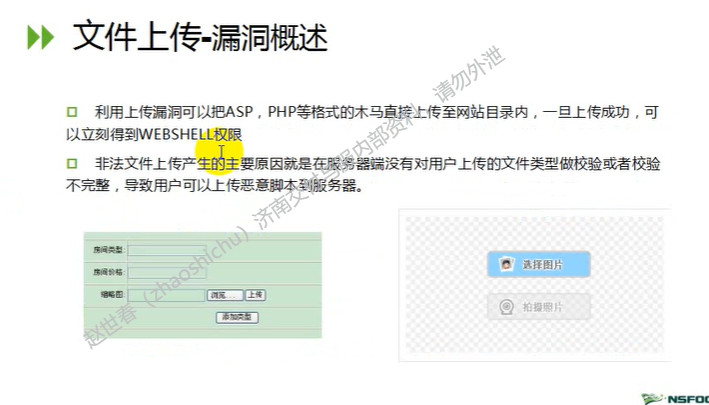 文件上传-漏洞概述
利用上传漏洞可以把ASP，PHP等格式的木马直接上传至网站目录内，一旦上传成功，可
以立刻得到WEBSHELL权限
非法文件上传产生的主要原因就是在服务器端没有对用户上传的文件类型做校验或者校验
不完整，导致用户可以上传恶意脚本到服务器。
房间类型:
房间价格:
缩略图:
浏览...
上传
添加类型
选择图片
拍摄照片
赵世春（zhaoshichu）济南交付与服内部资料，请勿外泄
NSFOC